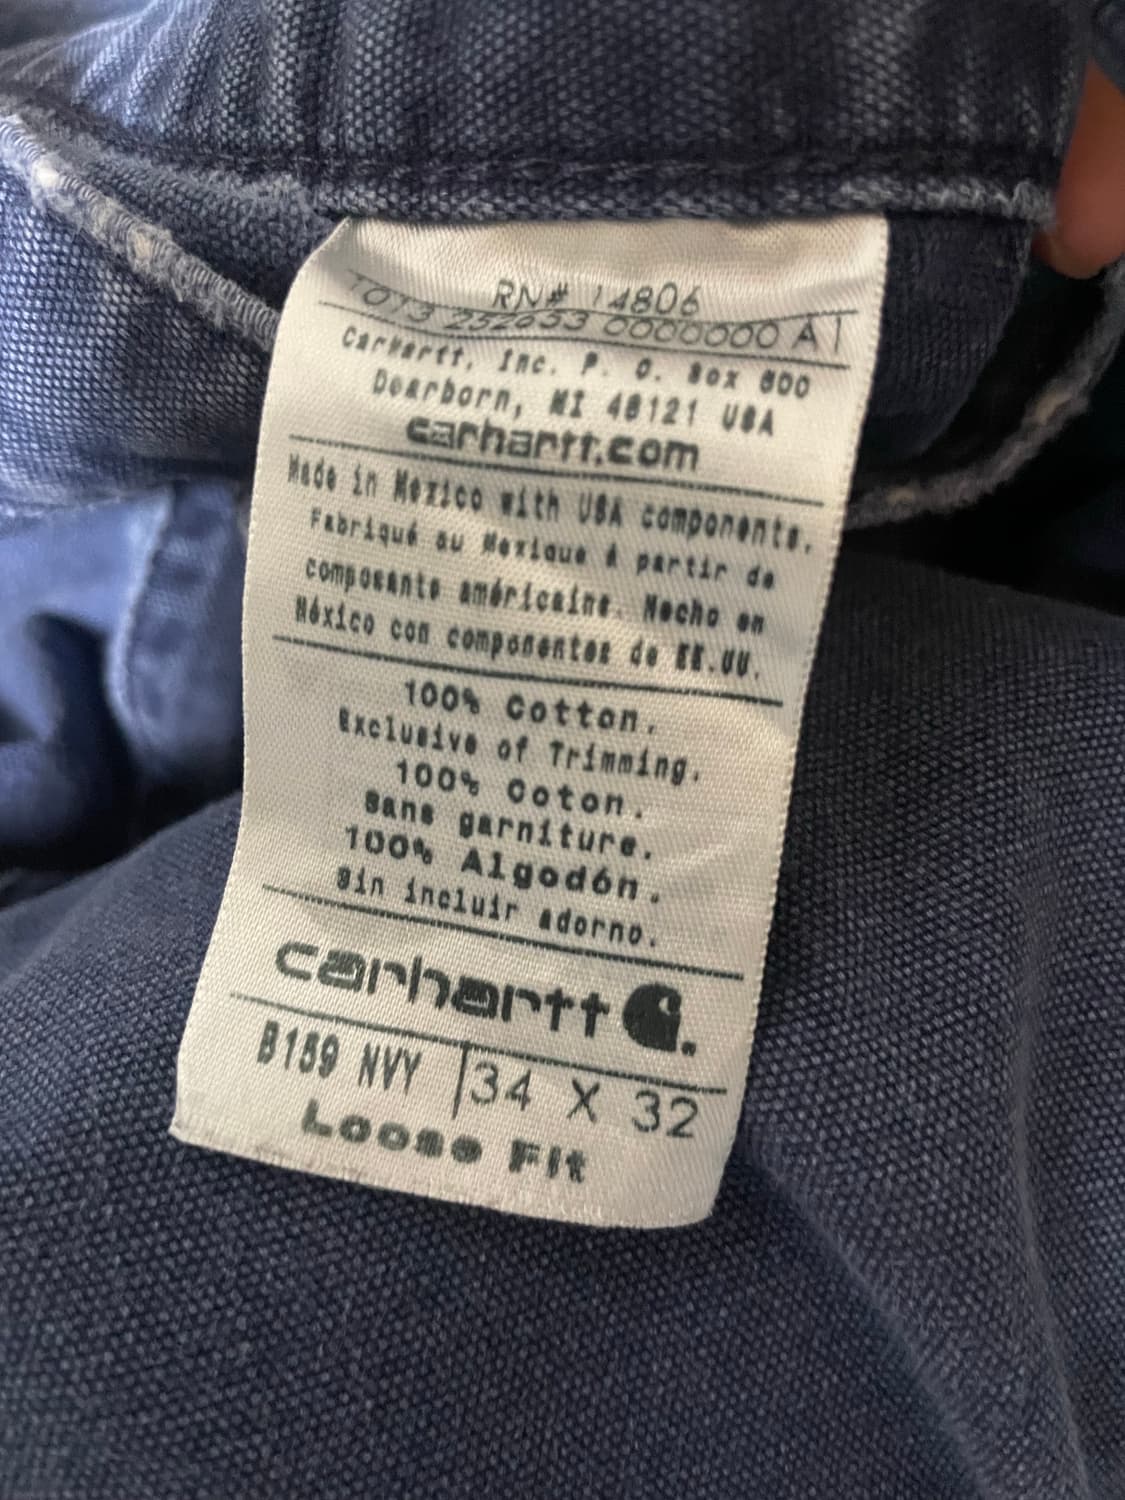 RN# 14806
1013 252653 0000000 A1
Carhartt, Inc. P. O. Box 600
Dearborn, MI 48121 USA
carhartt.com
Made in Mexico with USA components.
Fabriqué au Mexique à partir de
composants américains. Hecho en
México con componentes de EE.UU.
100% Cotton.
Exclusive of Trimming.
100% Coton.
Sans garniture.
100% Algodón.
Sin incluir adorno.
carhartt
B159 NVY 34 X 32
Loose Fit